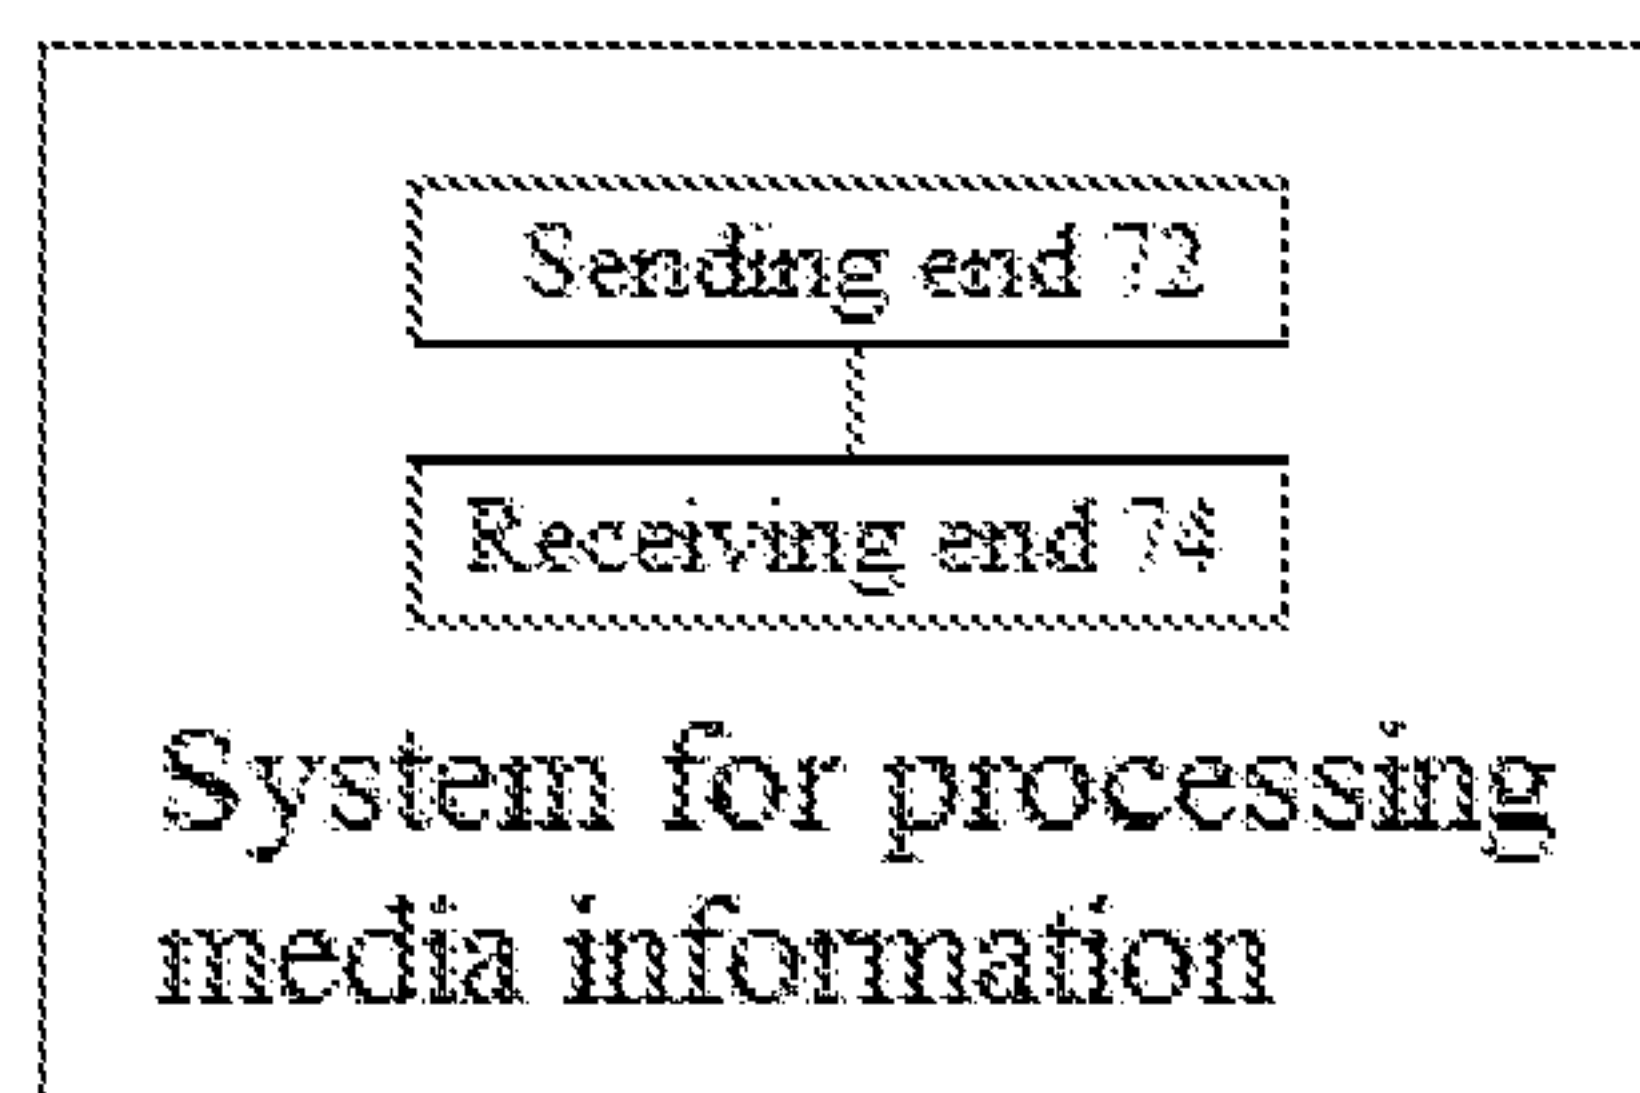 Sending end 72
Receiving end 74
System for processing
media information